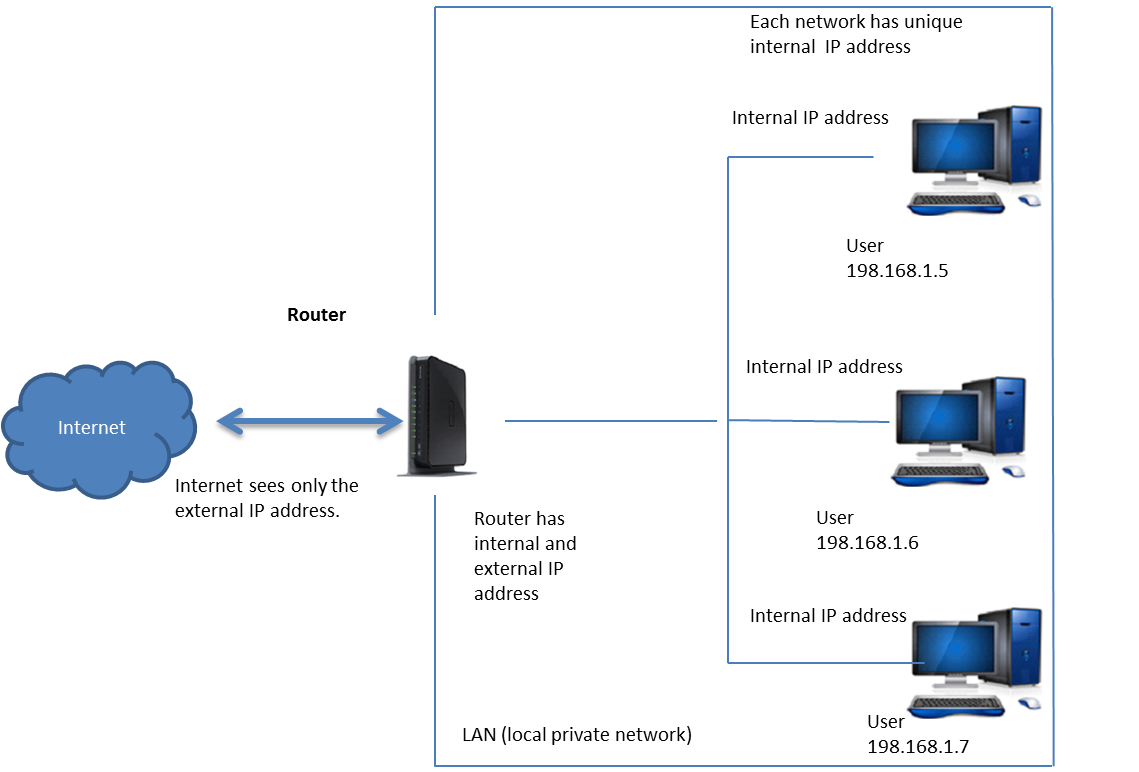 Each network has unique
internal IP address
Internal IP address
User
198.168.1.5
Router
Internal IP address
Internet
Internet sees only the
external IP address.
Router has
internal and
external IP
address
User
198.168.1.6
Internal IP address
User
198.168.1.7
LAN (local private network)